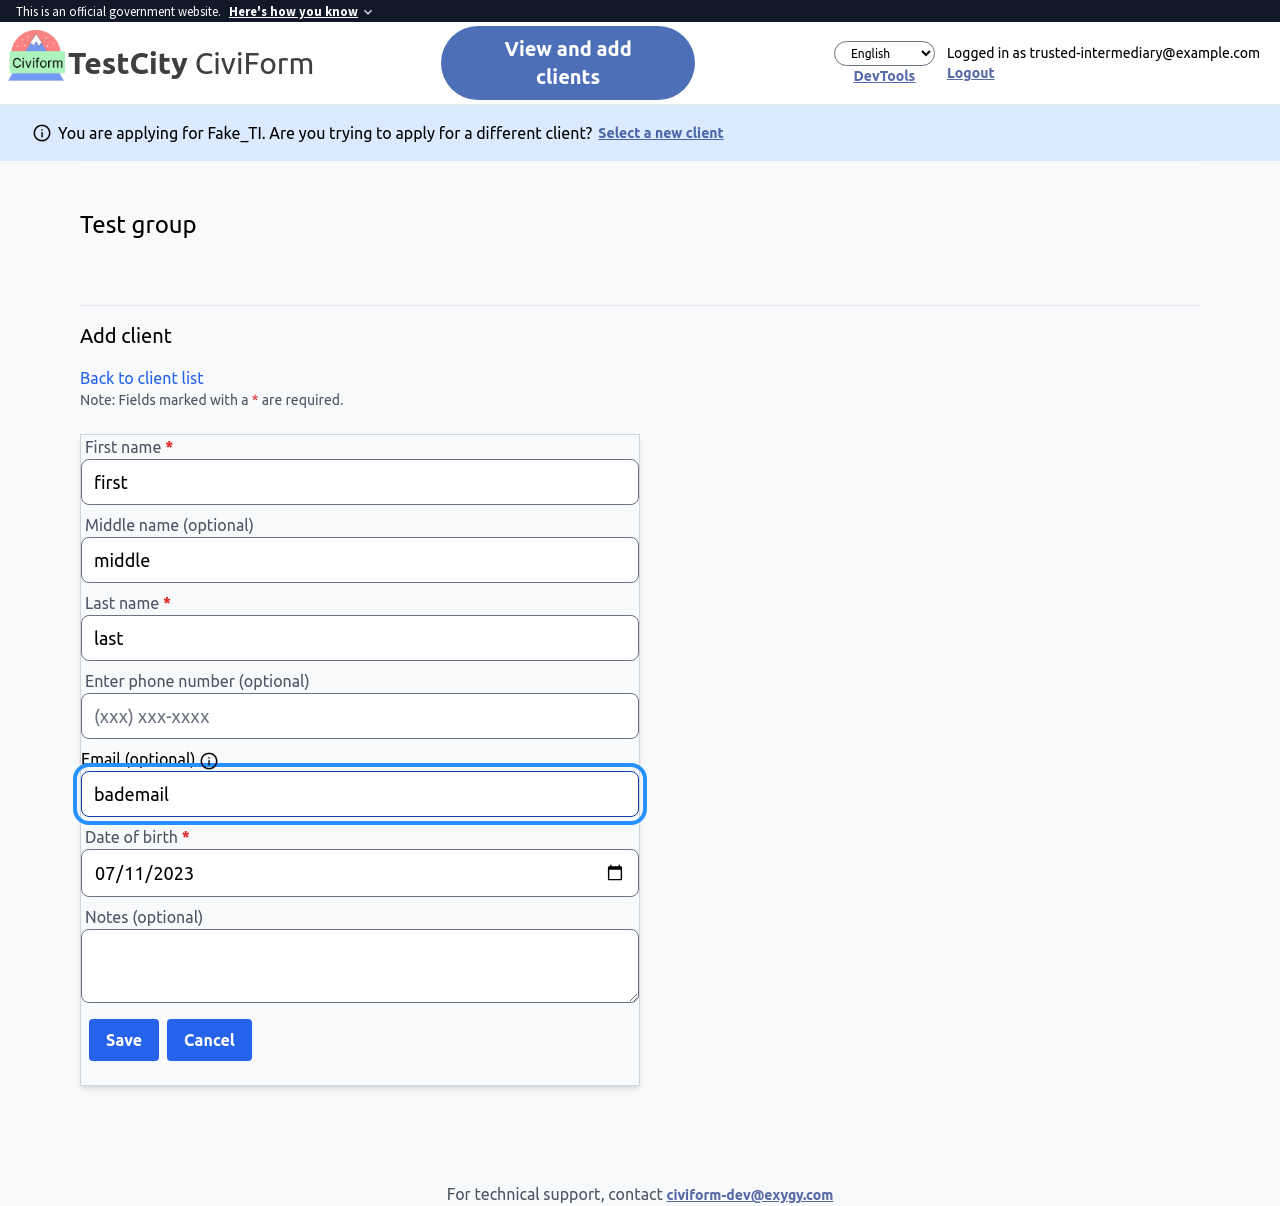 This is an official government website. Here's how you know
Civiform
TestCity CiviForm
View and add
clients
English
DevTools
Logged in as trusted-intermediary@example.com
Logout
You are applying for Fake_TI. Are you trying to apply for a different client? Select a new client
Test group
Add client
Back to client list
Note: Fields marked with a * are required.
First name *
first
Middle name (optional)
middle
Last name *
last
Enter phone number (optional)
(xxx) xxx-xxxx
Email (optional)
bademail
Date of birth *
07/11/2023
Notes (optional)
Save Cancel
For technical support, contact civiform-dev@exygy.com